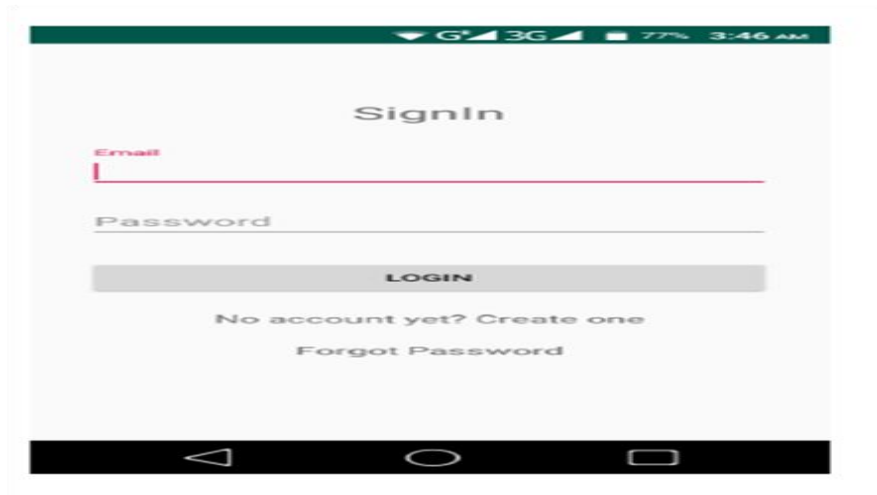 G 3G 77% 3:46 AM
SignIn
Email
Password
LOGIN
No account yet? Create one
Forgot Password